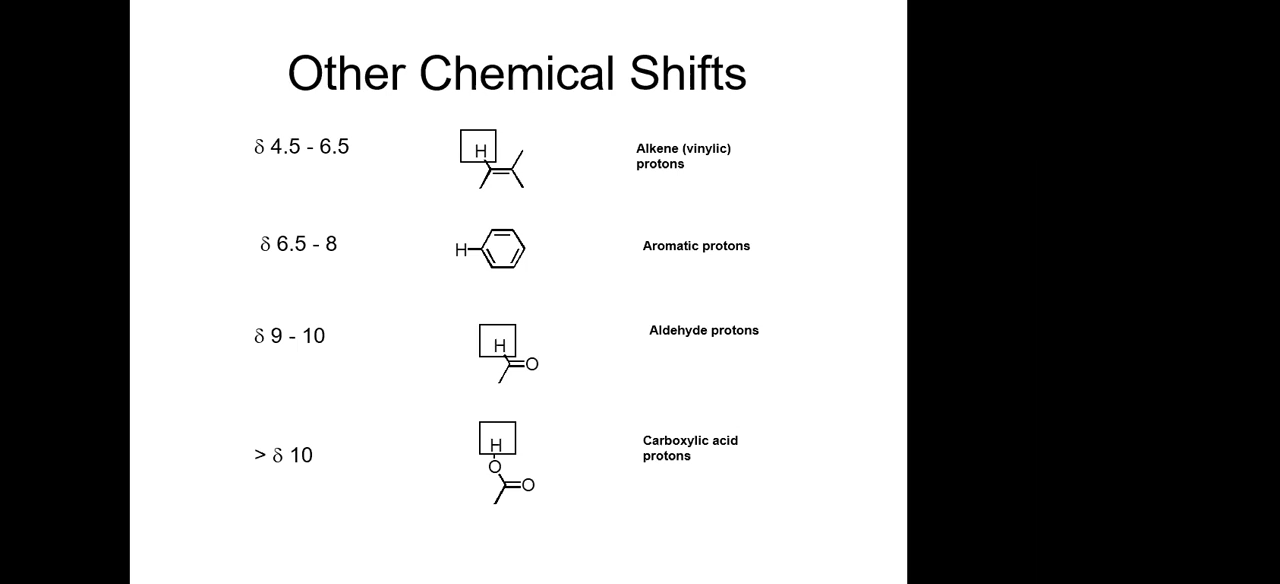 Other Chemical Shifts
δ 4.5 - 6.5
H
Alkene (vinylic)
protons
δ 6.5 - 8
H
Aromatic protons
δ 9 - 10
H
O
Aldehyde protons
> δ 10
H
O
O
Carboxylic acid
protons